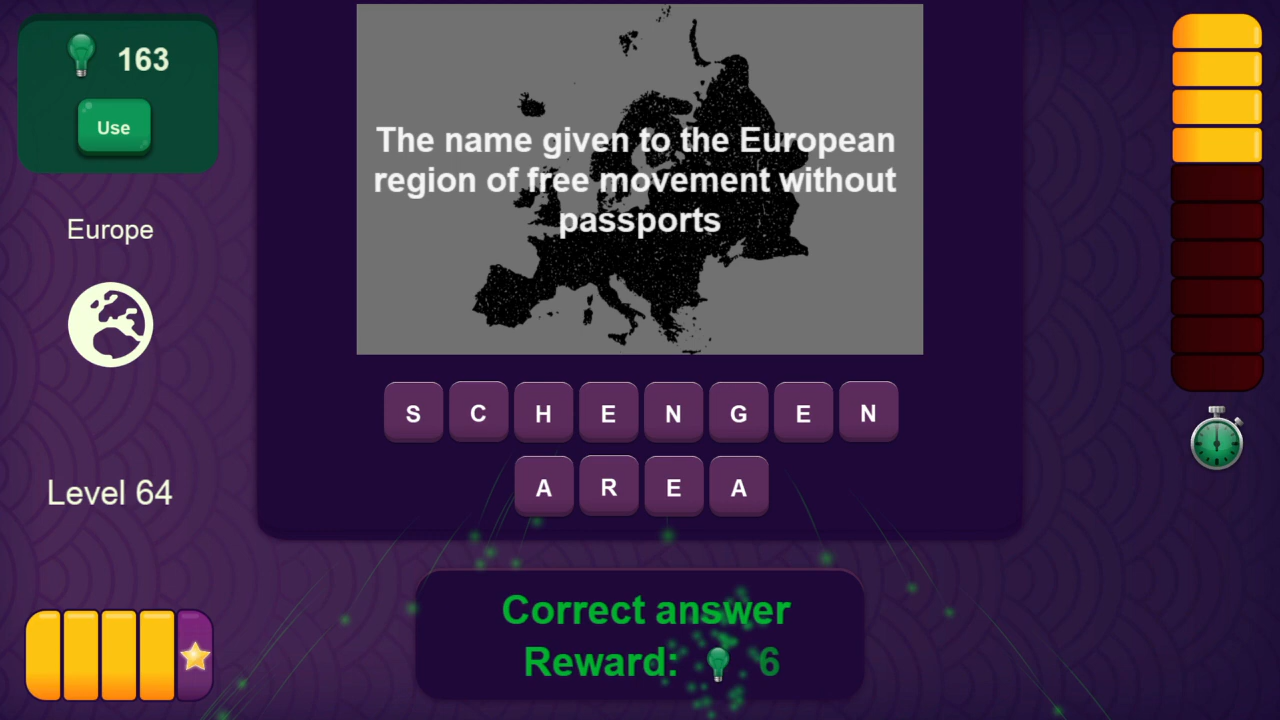 163
Use
Europe
Level 64
The name given to the European
region of free movement without
passports
S C H E N G E N
A R E A
Correct answer
Reward: 6